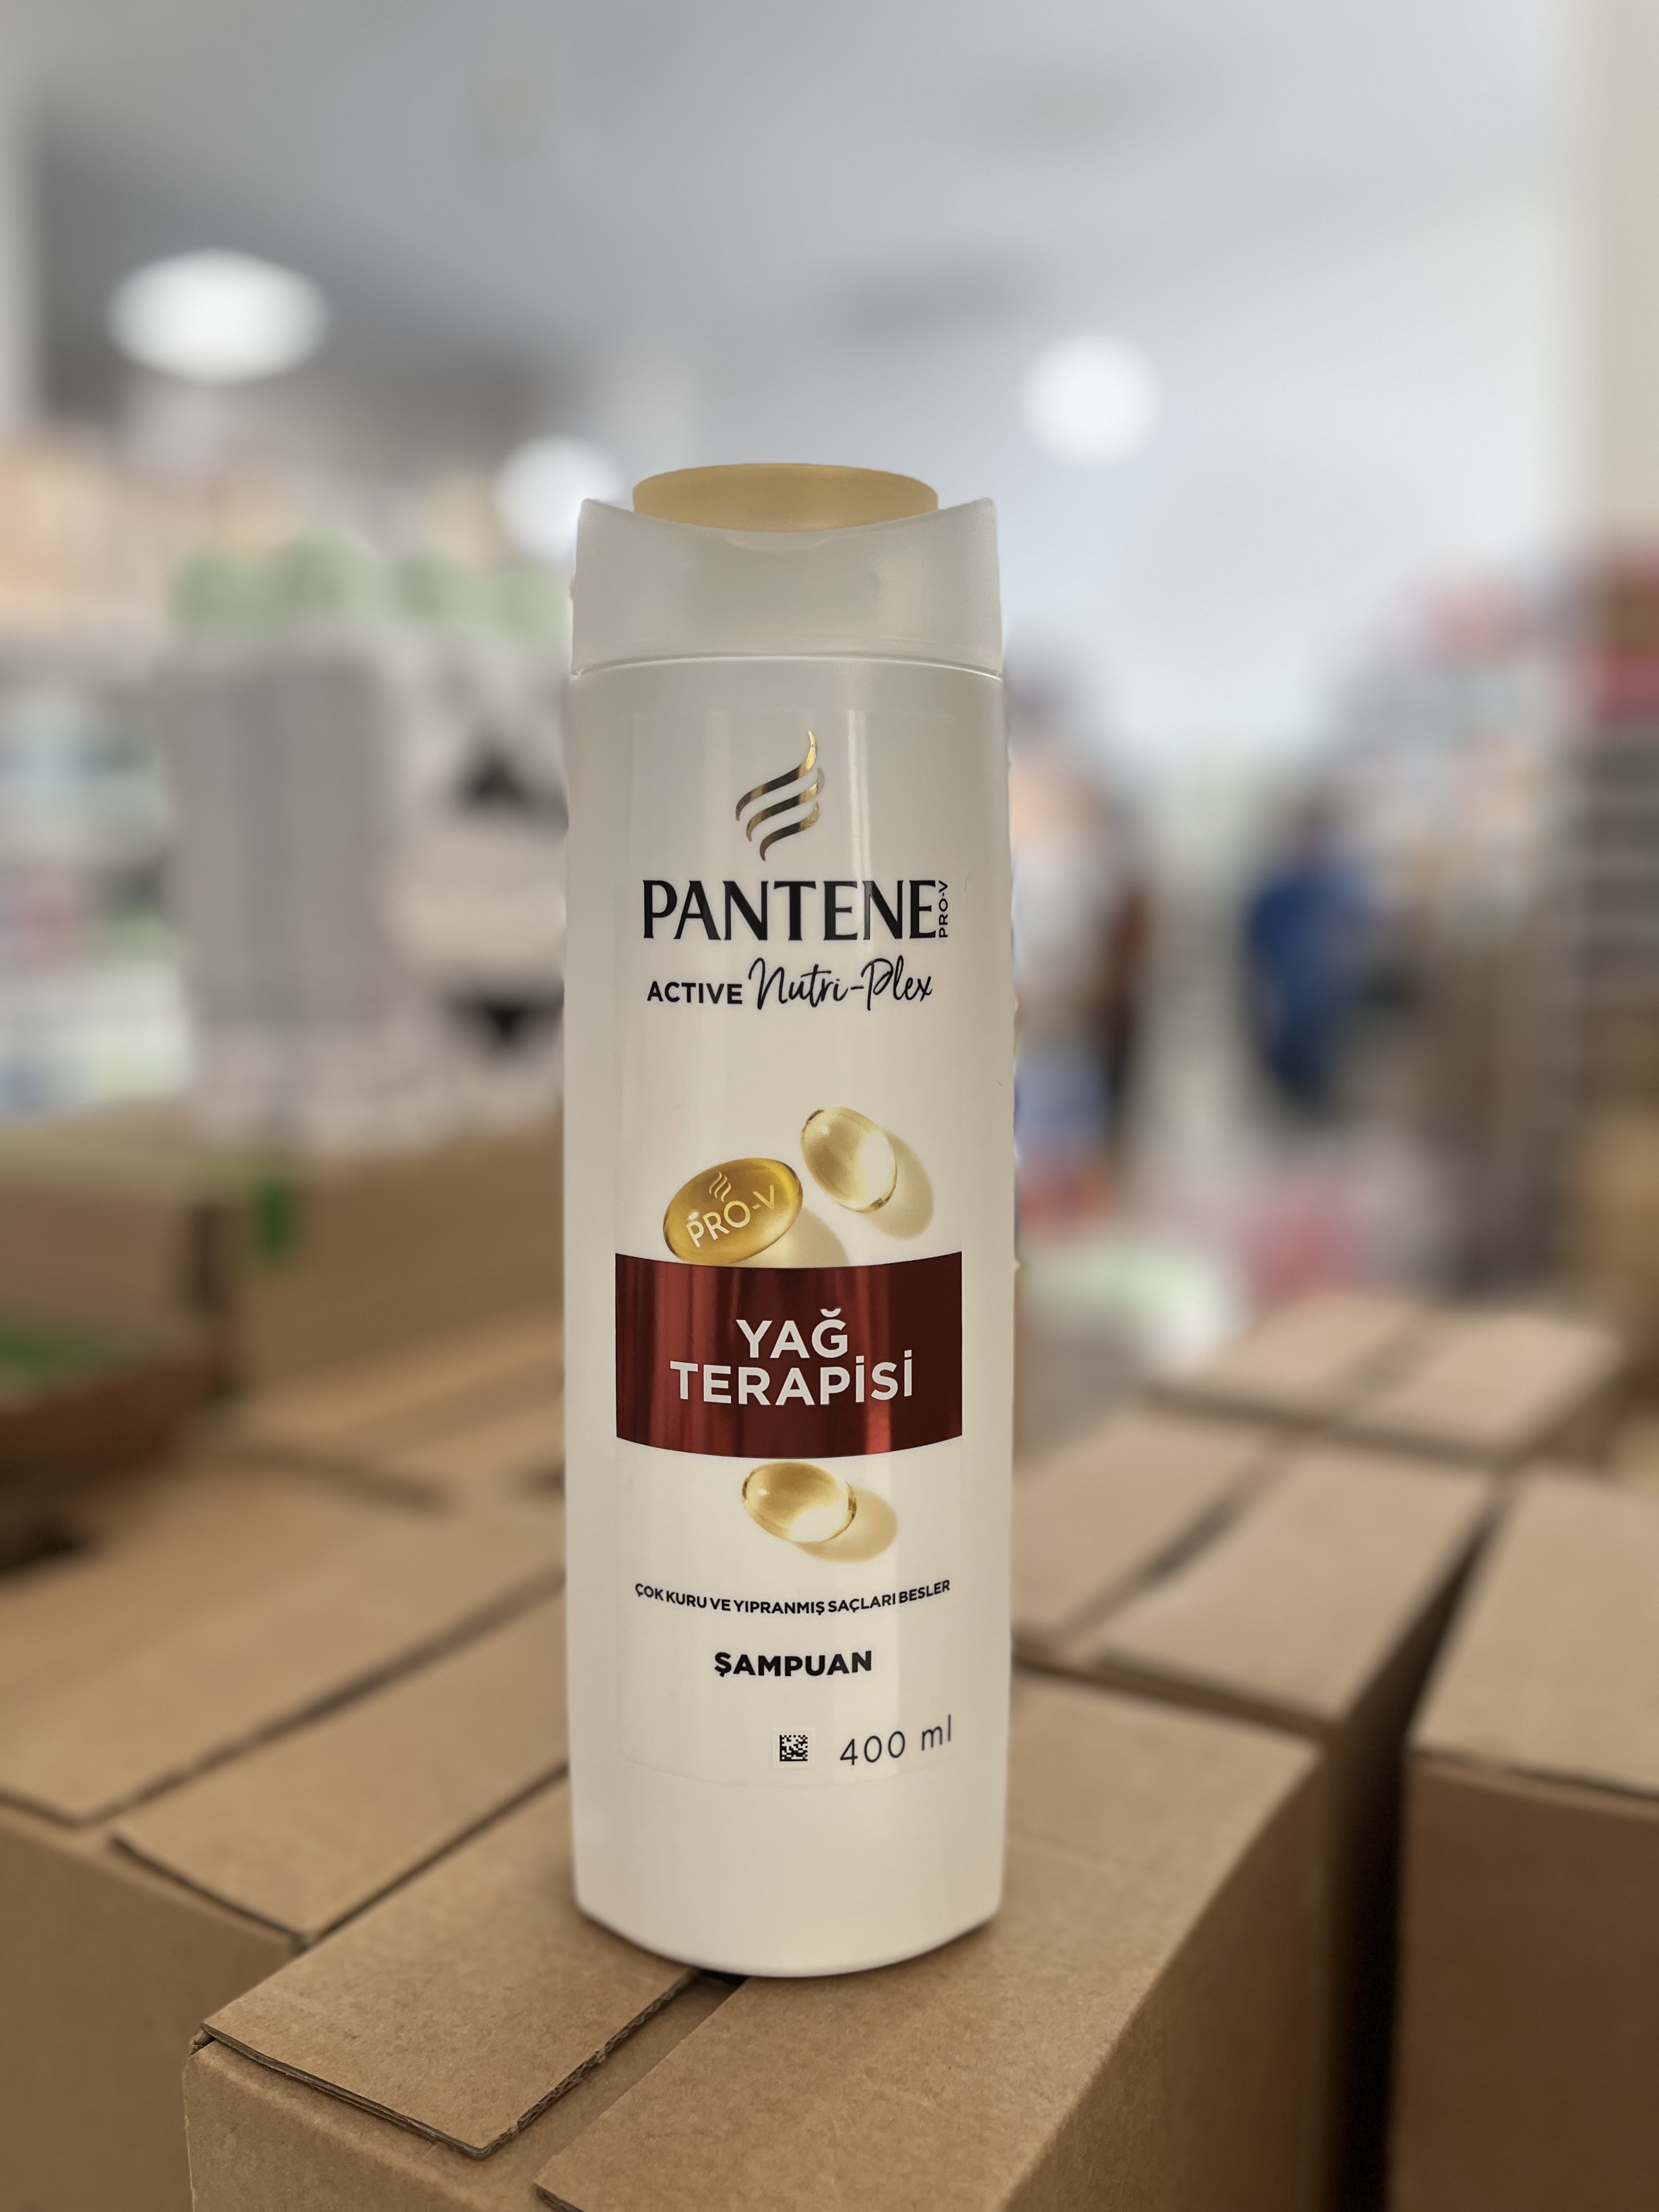 PANTENE PRO-V
ACTIVE Nutri-Plex
PRO-V
YAĞ
TERAPİSİ
ÇOK KURU VE YIPRANMIŞ SAÇLARI BESLER
ŞAMPUAN
400 ml